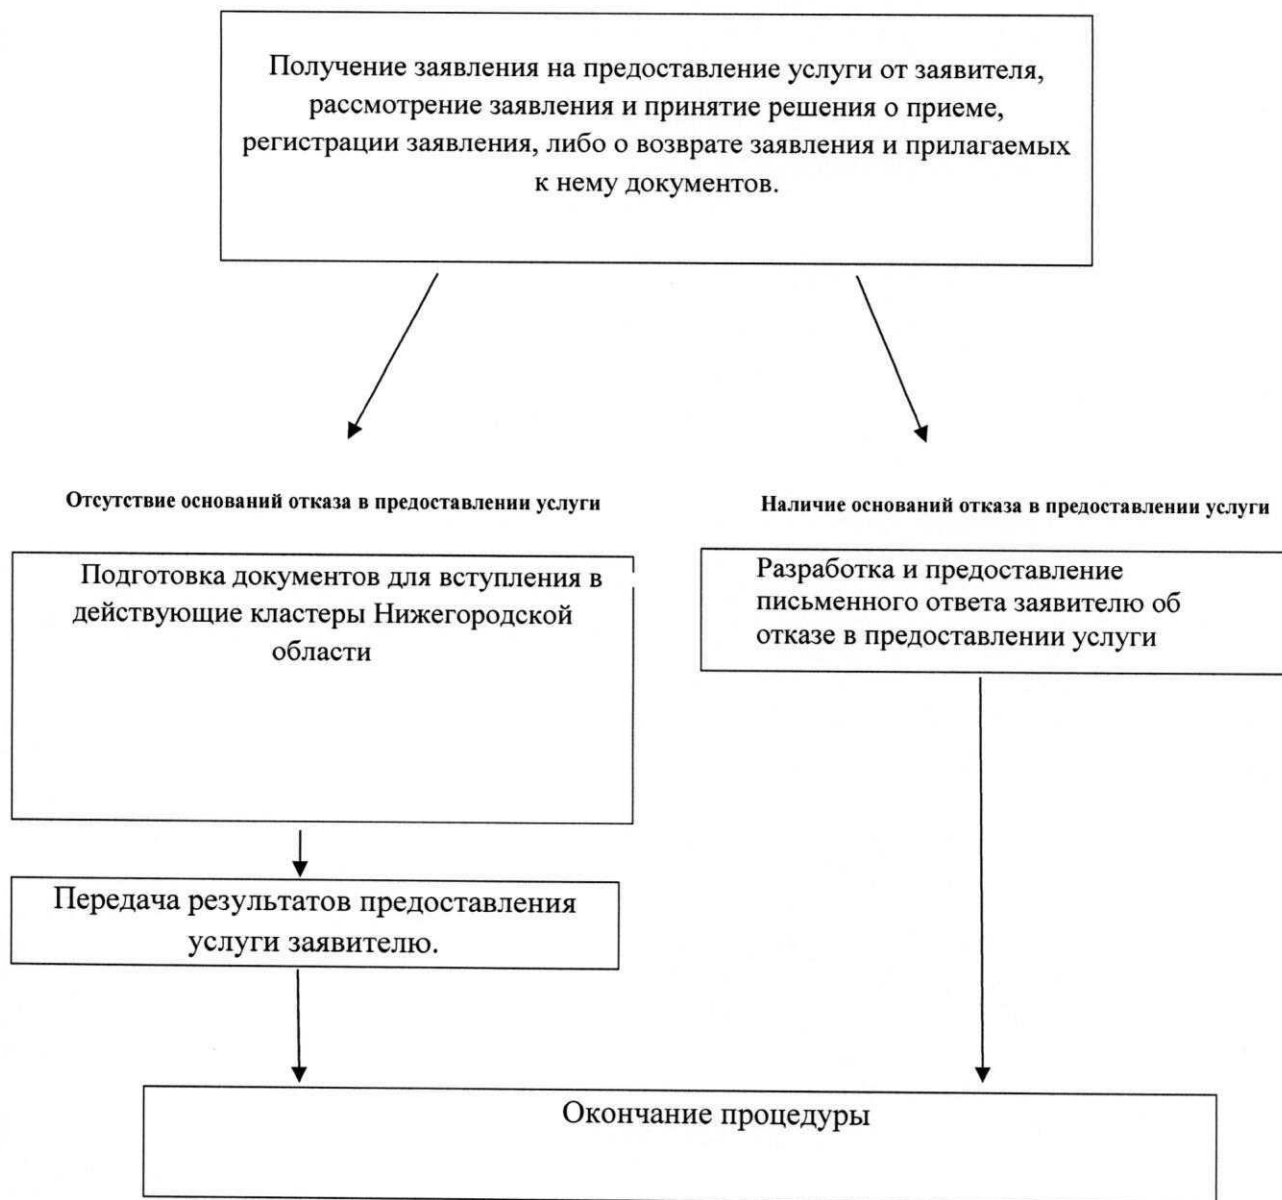 Получение заявления на предоставление услуги от заявителя,
рассмотрение заявления и принятие решения о приеме,
регистрации заявления, либо о возврате заявления и прилагаемых
к нему документов.
Отсутствие оснований отказа в предоставлении услуги
Наличие оснований отказа в предоставлении услуги
Подготовка документов для вступления в
действующие кластеры Нижегородской
области
Разработка и предоставление
письменного ответа заявителю об
отказе в предоставлении услуги
Передача результатов предоставления
услуги заявителю.
Окончание процедуры